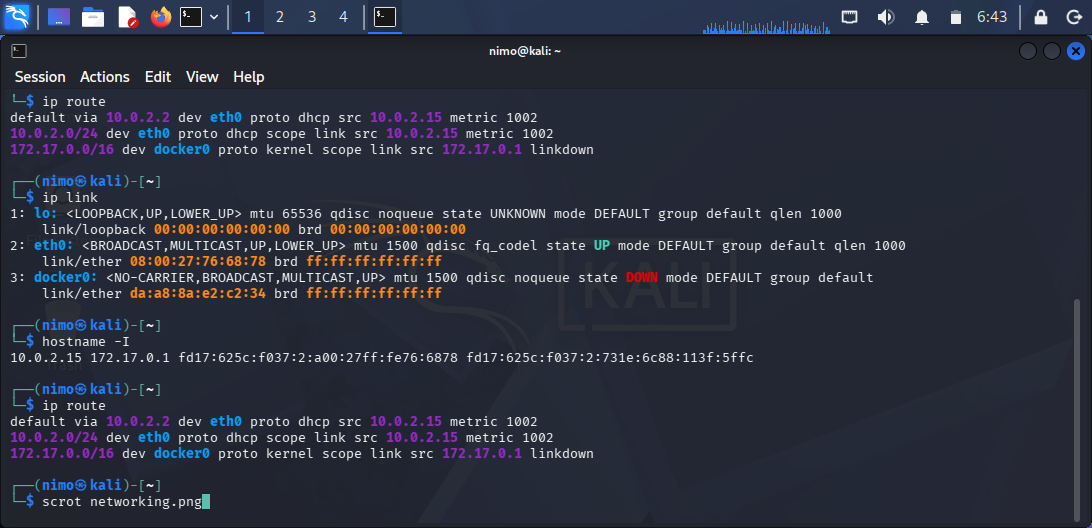 1 2 3 4 6:43
nimo@kali: ~
Session Actions Edit View Help
└─$ ip route
default via 10.0.2.2 dev eth0 proto dhcp src 10.0.2.15 metric 1002
10.0.2.0/24 dev eth0 proto dhcp scope link src 10.0.2.15 metric 1002
172.17.0.0/16 dev docker0 proto kernel scope link src 172.17.0.1 linkdown
┌──(nimo㉿kali)-[~]
└─$ ip link
1: lo: <LOOPBACK,UP,LOWER_UP> mtu 65536 qdisc noqueue state UNKNOWN mode DEFAULT group default qlen 1000
link/loopback 00:00:00:00:00:00 brd 00:00:00:00:00:00
2: eth0: <BROADCAST,MULTICAST,UP,LOWER_UP> mtu 1500 qdisc fq_codel state UP mode DEFAULT group default qlen 1000
link/ether 08:00:27:76:68:78 brd ff:ff:ff:ff:ff:ff
3: docker0: <NO-CARRIER,BROADCAST,MULTICAST,UP> mtu 1500 qdisc noqueue state DOWN mode DEFAULT group default
link/ether da:a8:8a:e2:c2:34 brd ff:ff:ff:ff:ff:ff
KALI
┌──(nimo㉿kali)-[~]
└─$ hostname -I
10.0.2.15 172.17.0.1 fd17:625c:f037:2:a00:27ff:fe76:6878 fd17:625c:f037:2:731e:6c88:113f:5ffc
Trash
┌──(nimo㉿kali)-[~]
└─$ ip route
default via 10.0.2.2 dev eth0 proto dhcp src 10.0.2.15 metric 1002
10.0.2.0/24 dev eth0 proto dhcp scope link src 10.0.2.15 metric 1002
172.17.0.0/16 dev docker0 proto kernel scope link src 172.17.0.1 linkdown
┌──(nimo㉿kali)-[~]
└─$ scrot networking.png